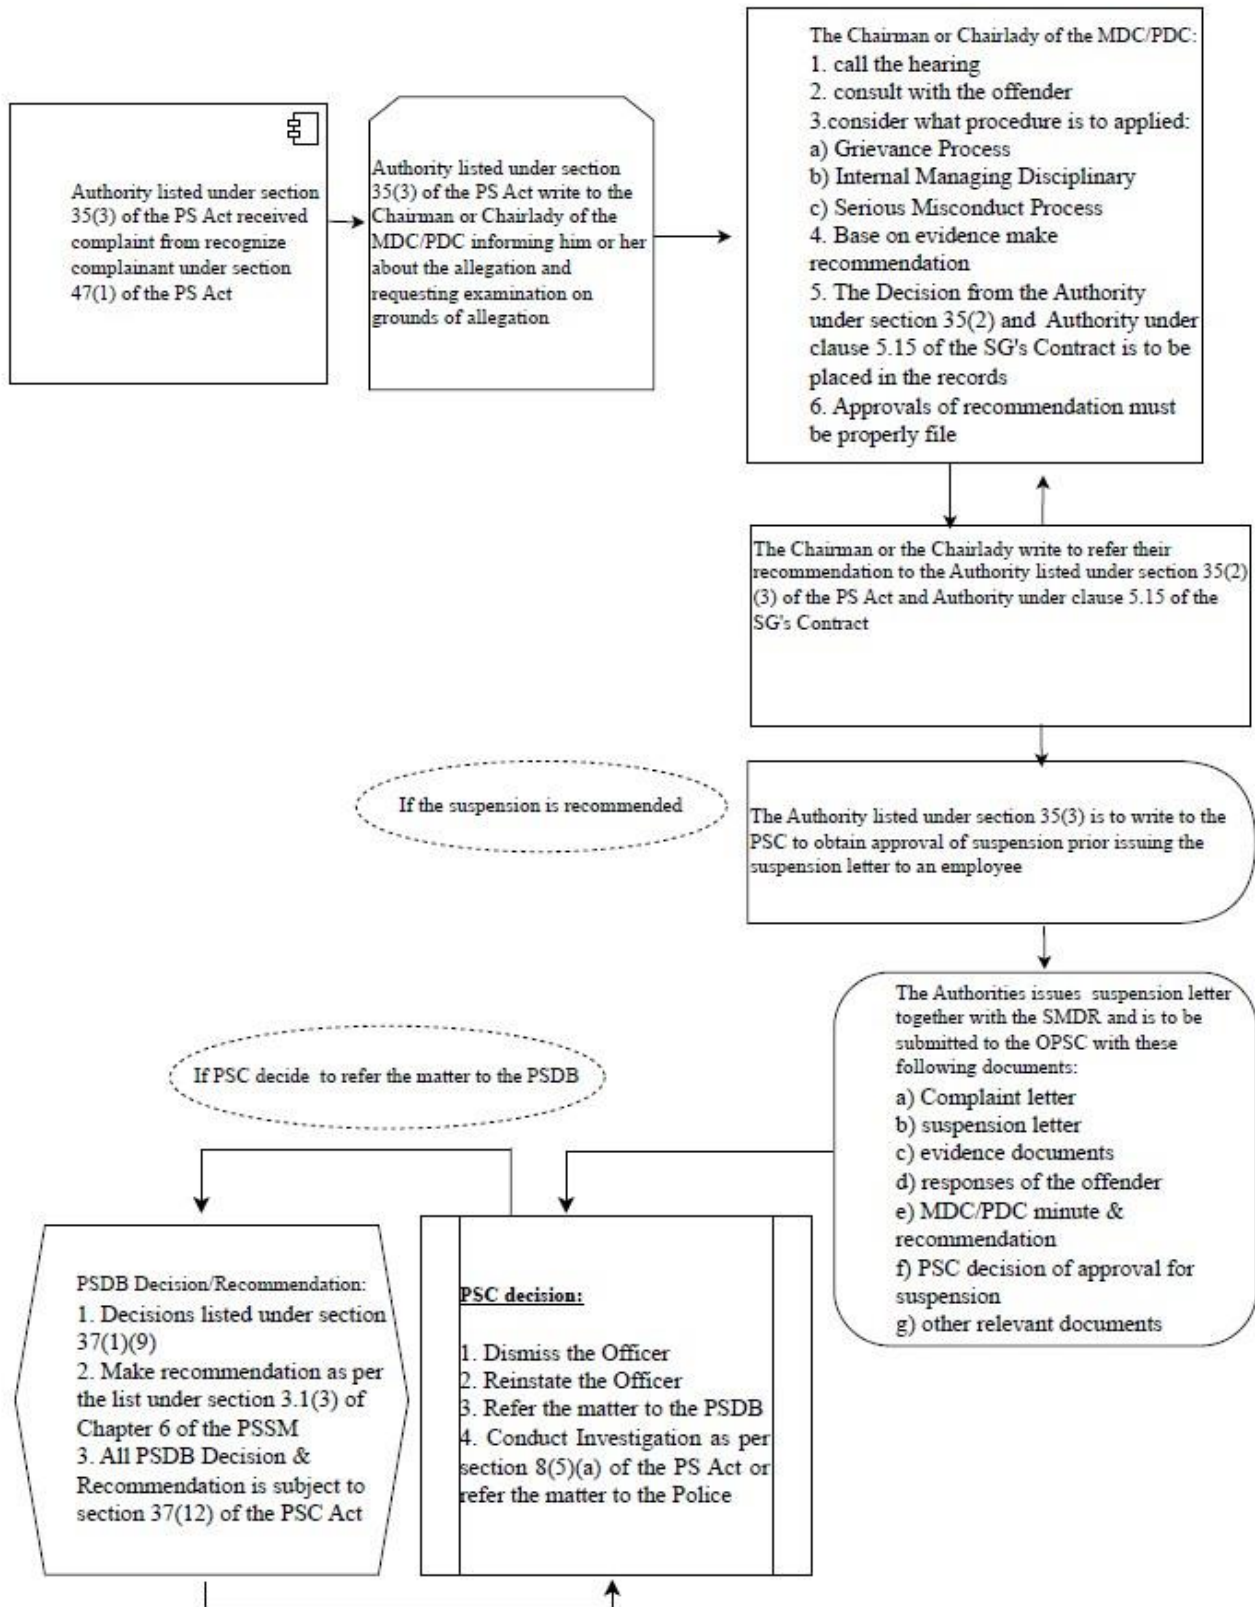 Authority listed under section
35(3) of the PS Act received
complaint from recognize
complainant under section
47(1) of the PS Act
Authority listed under section
35(3) of the PS Act write to the
Chairman or Chairlady of the
MDC/PDC informing him or her
about the allegation and
requesting examination on
grounds of allegation
The Chairman or Chairlady of the MDC/PDC:
1. call the hearing
2. consult with the offender
3.consider what procedure is to applied:
a) Grievance Process
b) Internal Managing Disciplinary
c) Serious Misconduct Process
4. Base on evidence make
recommendation
5. The Decision from the Authority
under section 35(2) and Authority under
clause 5.15 of the SG's Contract is to be
placed in the records
6. Approvals of recommendation must
be properly file
The Chairman or the Chairlady write to refer their
recommendation to the Authority listed under section 35(2)
(3) of the PS Act and Authority under clause 5.15 of the
SG's Contract
If the suspension is recommended
The Authority listed under section 35(3) is to write to the
PSC to obtain approval of suspension prior issuing the
suspension letter to an employee
The Authorities issues suspension letter
together with the SMDR and is to be
submitted to the OPSC with these
following documents:
a) Complaint letter
b) suspension letter
c) evidence documents
d) responses of the offender
e) MDC/PDC minute &
recommendation
f) PSC decision of approval for
suspension
g) other relevant documents
If PSC decide to refer the matter to the PSDB
PSDB Decision/Recommendation:
1. Decisions listed under section
37(1)(9)
2. Make recommendation as per
the list under section 3.1(3) of
Chapter 6 of the PSSM
3. All PSDB Decision &
Recommendation is subject to
section 37(12) of the PSC Act
PSC decision:
1. Dismiss the Officer
2. Reinstate the Officer
3. Refer the matter to the PSDB
4. Conduct Investigation as per
section 8(5)(a) of the PS Act or
refer the matter to the Police